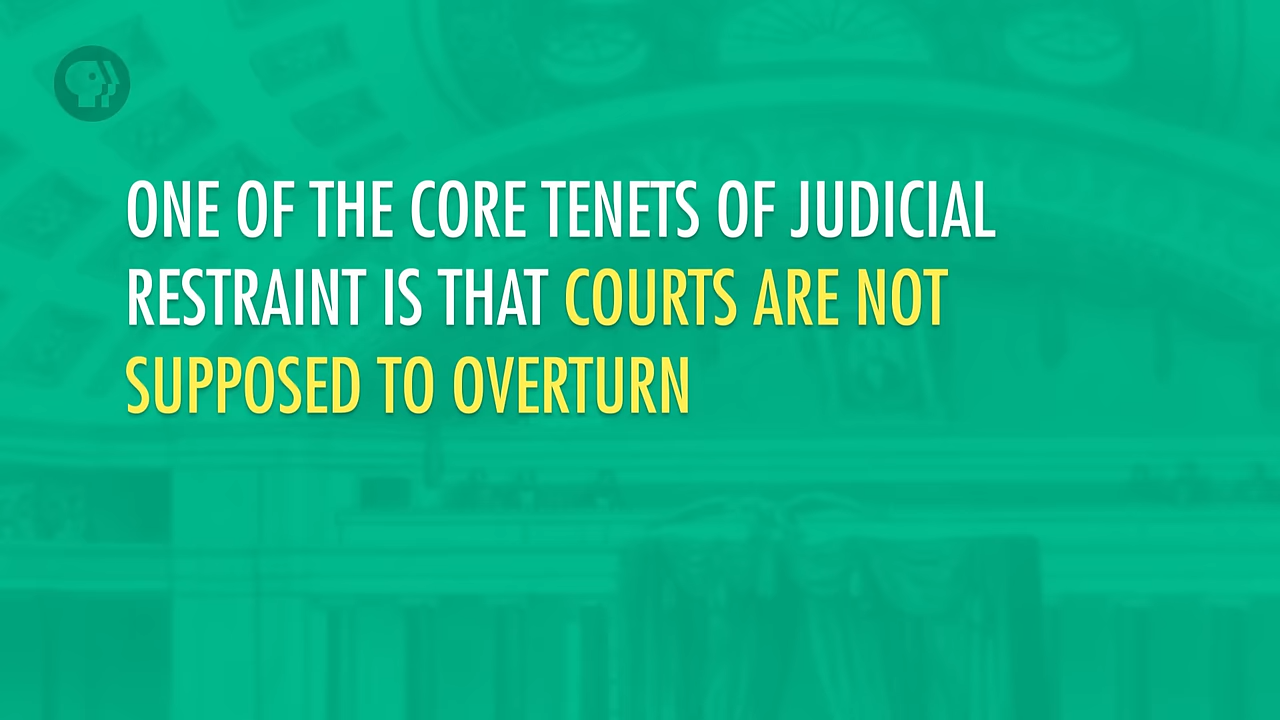 ONE OF THE CORE TENETS OF JUDICIAL
RESTRAINT IS THAT COURTS ARE NOT
SUPPOSED TO OVERTURN